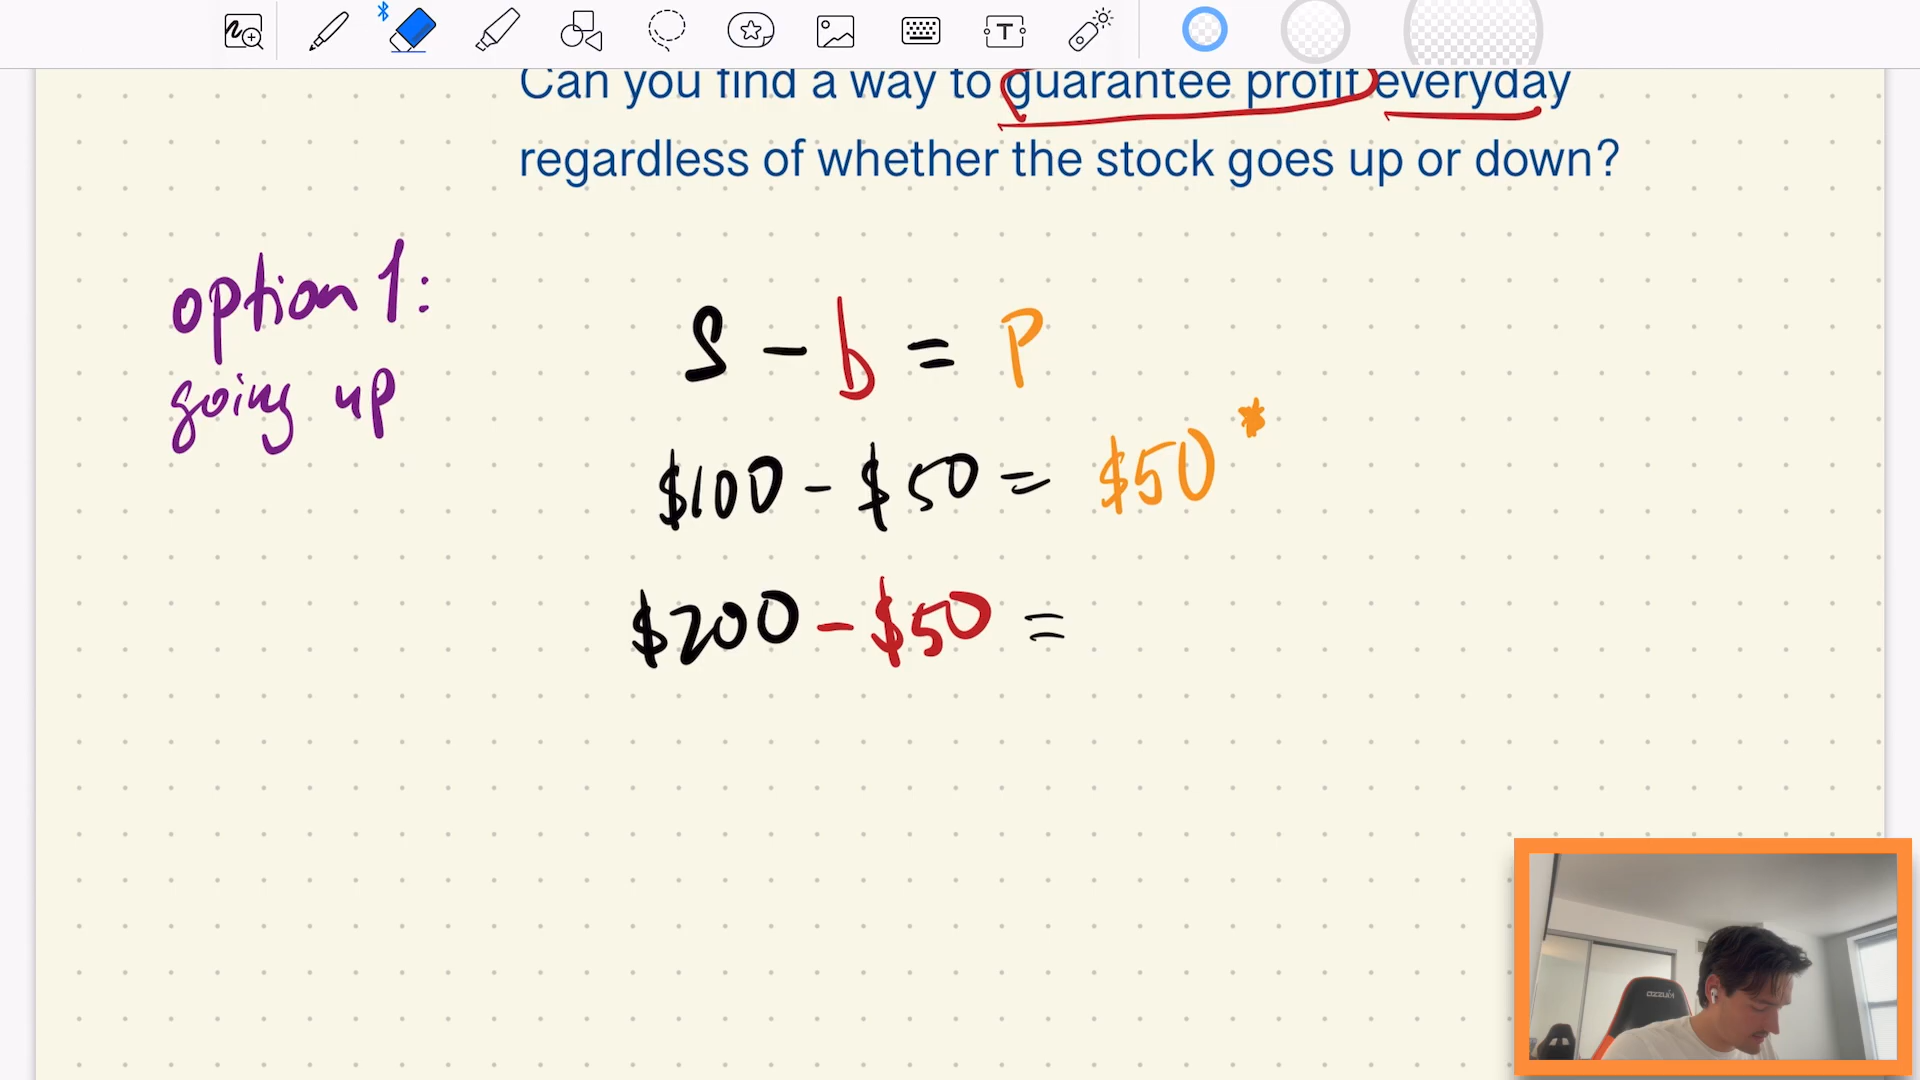 Can you find a way to guarantee profit everyday
regardless of whether the stock goes up or down?
option 1:
going up
S - b = P
$100 - $50 = $50*
$200 - $50 =
T